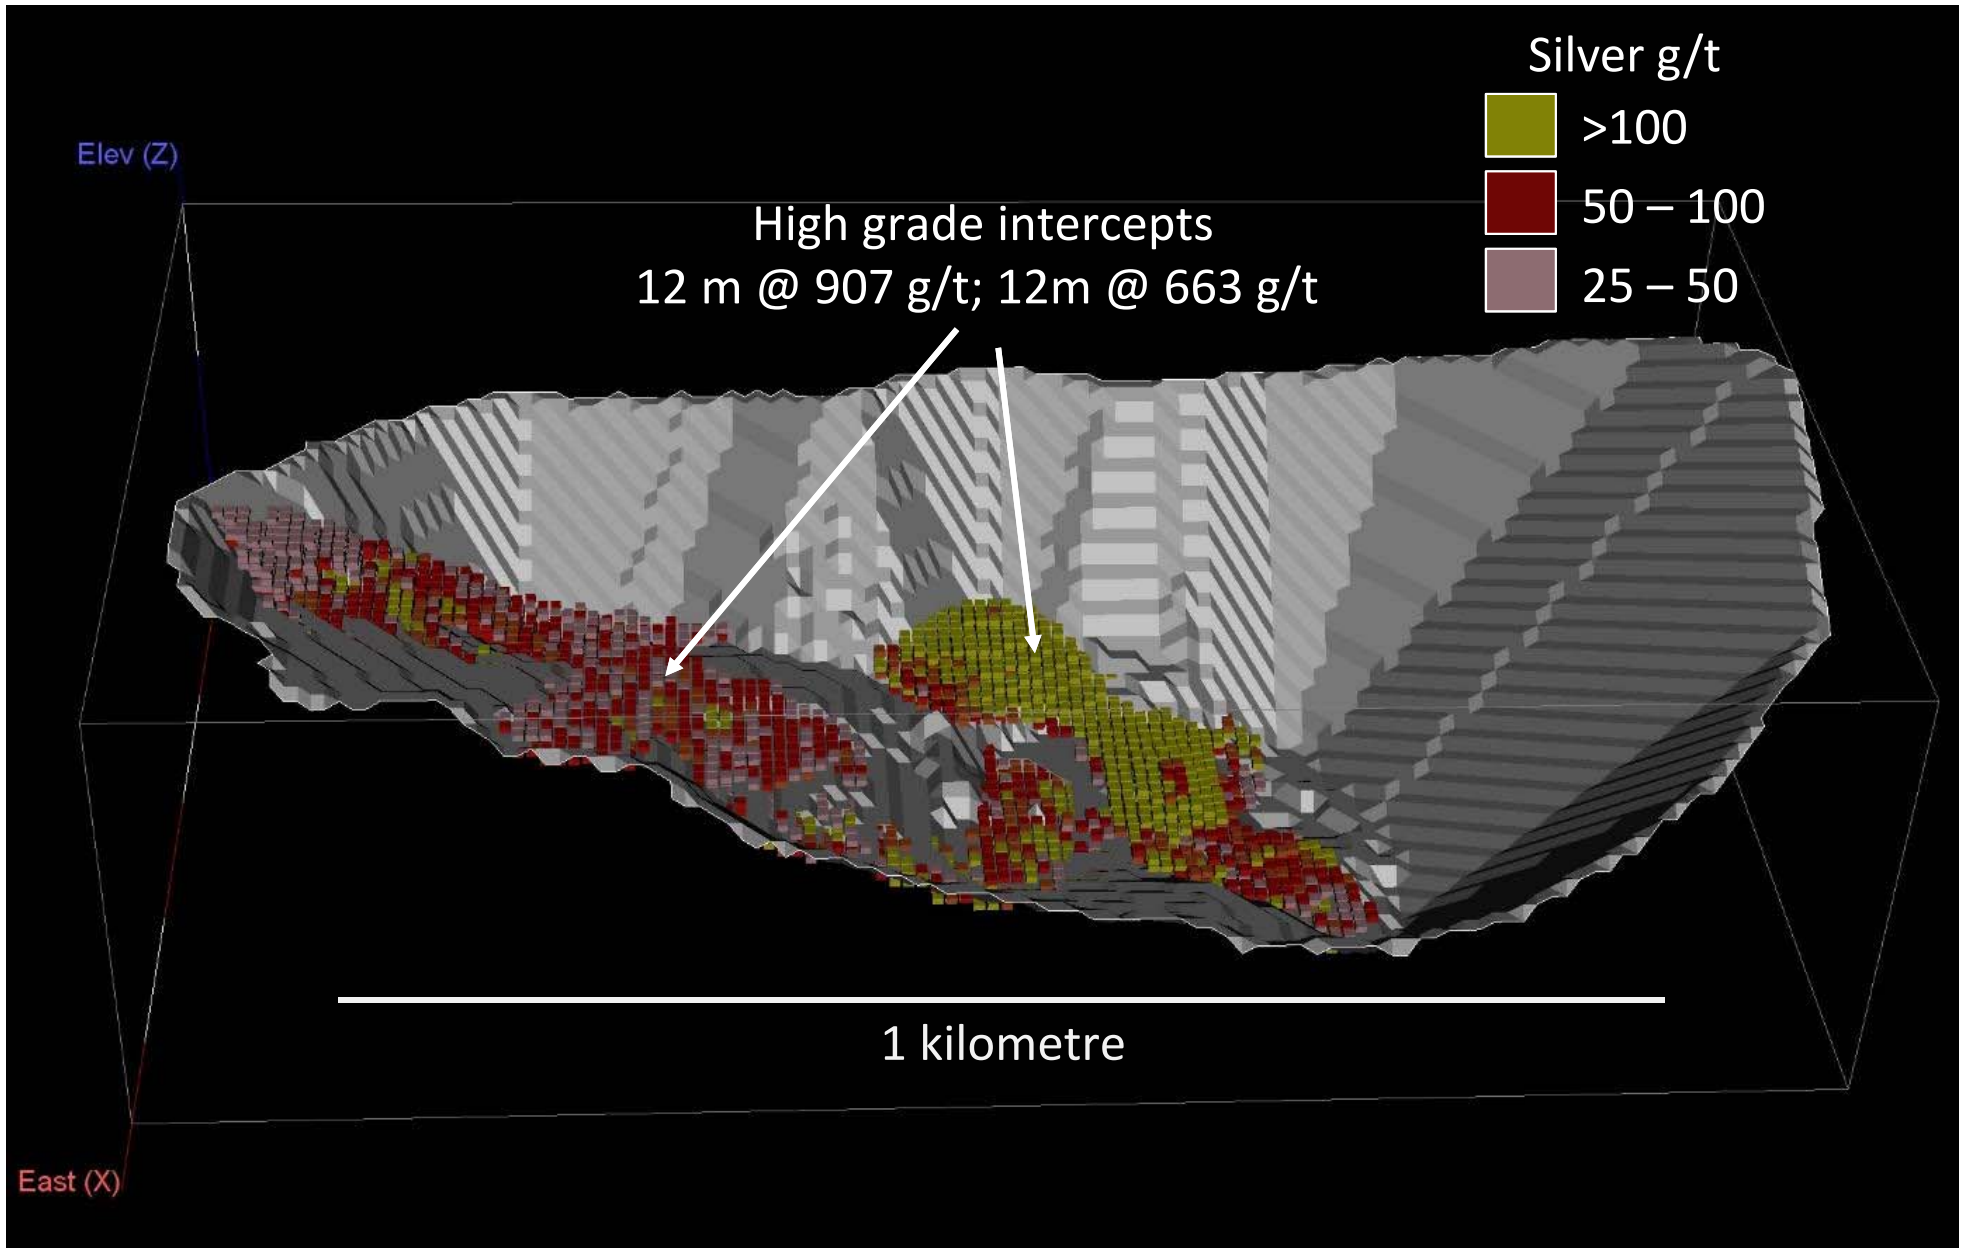 Silver g/t
>100
50 – 100
25 – 50
Elev (Z)
High grade intercepts
12 m @ 907 g/t; 12m @ 663 g/t
1 kilometre
East (X)